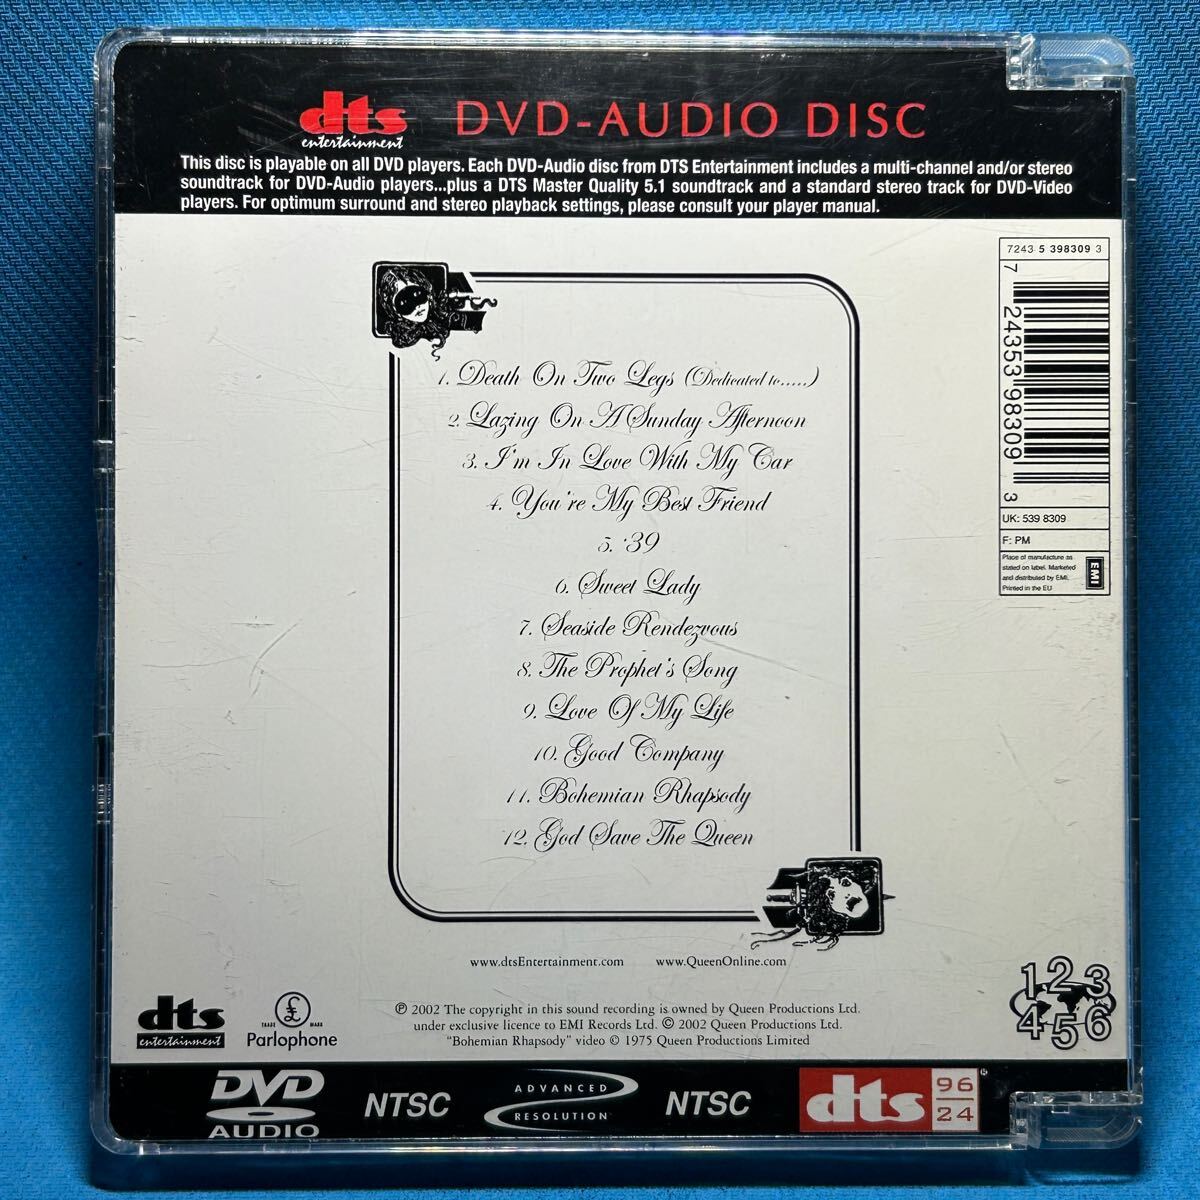 dts DVD-AUDIO DISC
entertainment
This disc is playable on all DVD players. Each DVD-Audio disc from DTS Entertainment includes a multi-channel and/or stereo
soundtrack for DVD-Audio players...plus a DTS Master Quality 5.1 soundtrack and a standard stereo track for DVD-Video
players. For optimum surround and stereo playback settings, please consult your player manual.
7243 5 398309 3
7 24353 98309 3
UK: 539 8309
F: PM
Place of manufacture as
stated on label. Marketed
and distributed by EMI.
Printed in the EU
EMI
1. Death On Two Legs (Dedicated to.....)
2. Lazing On A Sunday Afternoon
3. I'm In Love With My Car
4. You're My Best Friend
5. '39
6. Sweet Lady
7. Seaside Rendezvous
8. The Prophet's Song
9. Love Of My Life
10. Good Company
11. Bohemian Rhapsody
12. God Save The Queen
www.dtsEntertainment.com www.QueenOnline.com
dts
entertainment
£
TRADE MARK
Parlophone
℗ 2002 The copyright in this sound recording is owned by Queen Productions Ltd.
under exclusive licence to EMI Records Ltd. © 2002 Queen Productions Ltd.
"Bohemian Rhapsody" video © 1975 Queen Productions Limited
1 2 3
4 5 6
DVD
AUDIO
NTSC
ADVANCED
RESOLUTION
NTSC
dts 96
24
®